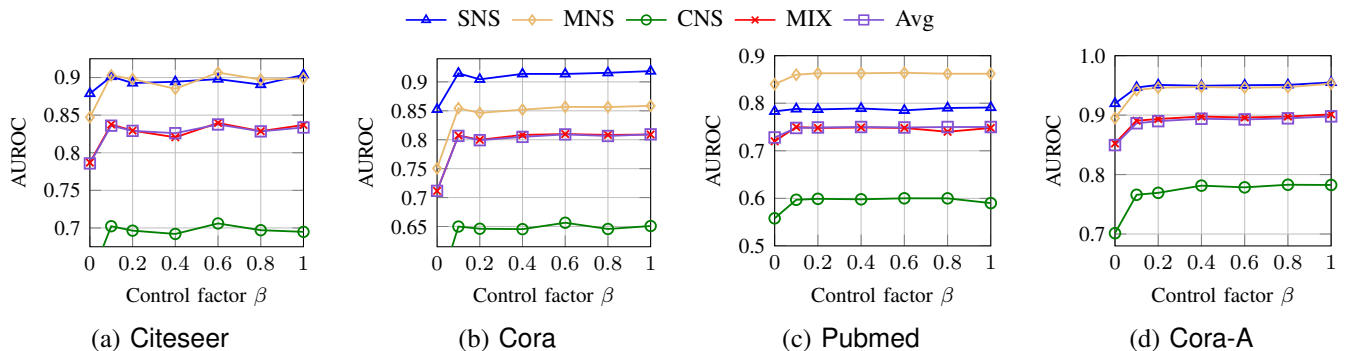 SNS MNS CNS MIX Avg
0.9
0.85
0.8
0.75
0.7
AUROC
0 0.2 0.4 0.6 0.8 1
Control factor β
(a) Citeseer
0.9
0.85
0.8
0.75
0.7
0.65
AUROC
0 0.2 0.4 0.6 0.8 1
Control factor β
(b) Cora
0.9
0.8
0.7
0.6
0.5
AUROC
0 0.2 0.4 0.6 0.8 1
Control factor β
(c) Pubmed
1.0
0.9
0.8
0.7
AUROC
0 0.2 0.4 0.6 0.8 1
Control factor β
(d) Cora-A